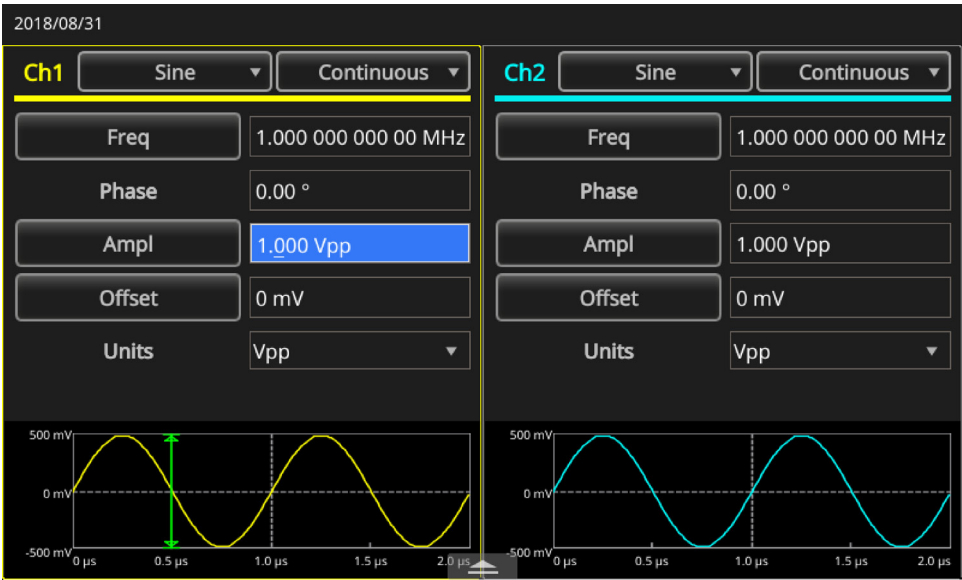 2018/08/31
Ch1 Sine Continuous
Freq 1.000 000 000 00 MHz
Phase 0.00 °
Ampl 1.000 Vpp
Offset 0 mV
Units Vpp
500 mV
0 mV
-500 mV
0 µs 0.5 µs 1.0 µs 1.5 µs 2.0 µs
Ch2 Sine Continuous
Freq 1.000 000 000 00 MHz
Phase 0.00 °
Ampl 1.000 Vpp
Offset 0 mV
Units Vpp
500 mV
0 mV
-500 mV
0 µs 0.5 µs 1.0 µs 1.5 µs 2.0 µs